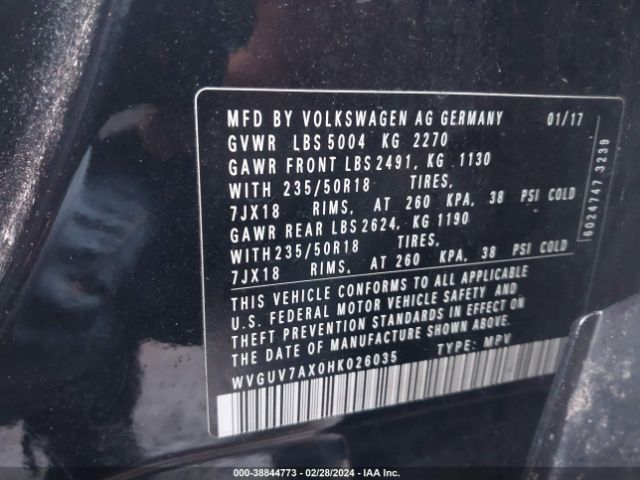 MFD BY VOLKSWAGEN AG GERMANY 01/17
GVWR LBS 5004 KG 2270
GAWR FRONT LBS 2491, KG 1130
WITH 235/50R18 TIRES,
7JX18 RIMS, AT 260 KPA, 38 PSI COLD
GAWR REAR LBS 2624, KG 1190
WITH235/50R18 TIRES,
7JX18 RIMS, AT 260 KPA, 38 PSI COLD
THIS VEHICLE CONFORMS TO ALL APPLICABLE
U.S. FEDERAL MOTOR VEHICLE SAFETY AND
THEFT PREVENTION STANDARDS IN EFFECT ON
THE DATE OF MANUFACTURE SHOWN ABOVE.
WVGUV7AX0HK026035 TYPE: MPV
8024747 3239
000-38844773 - 02/28/2024 - IAA Inc.